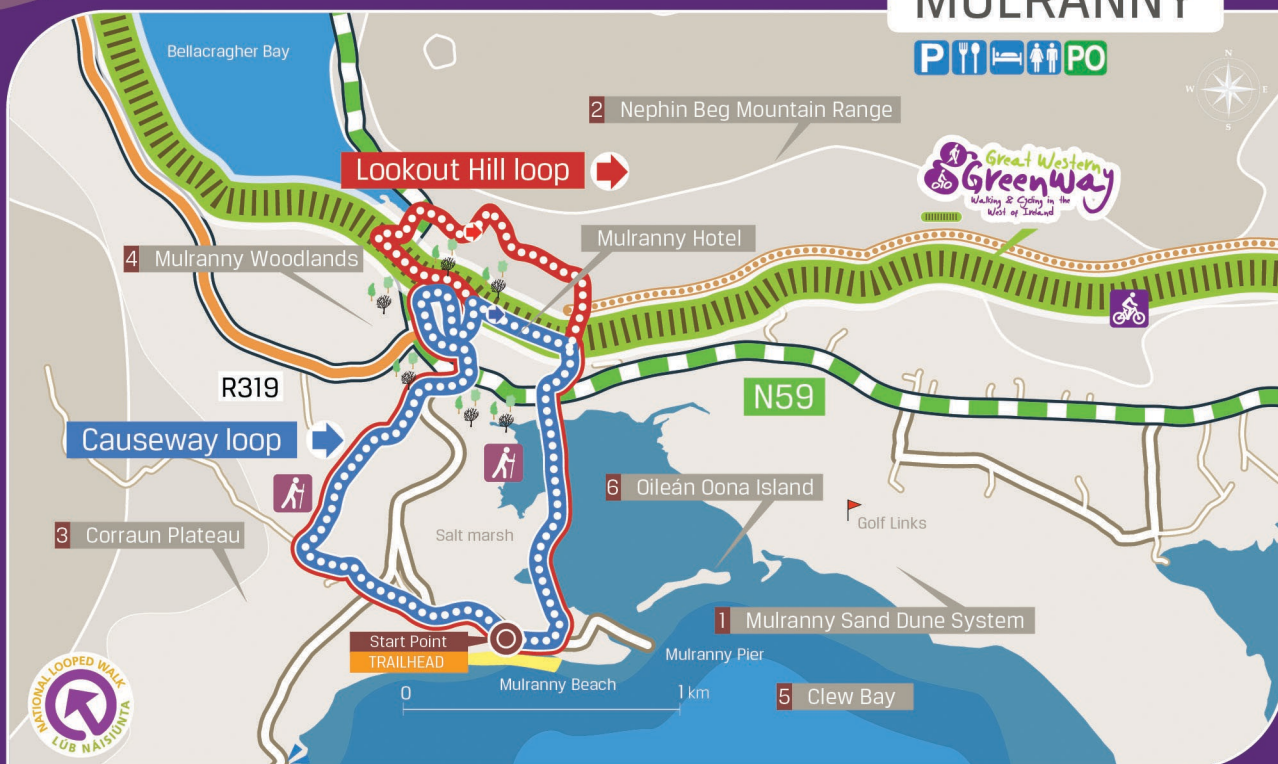 MULRANNY
P
PO
N
W
E
S
Bellacragher Bay
2 Nephin Beg Mountain Range
Lookout Hill loop
Great Western
Greenway
Walking & Cycling in the
West of Ireland
Mulranny Hotel
4 Mulranny Woodlands
R319
N59
Causeway loop
6 Oileán Oona Island
Golf Links
3 Corraun Plateau
Salt marsh
1 Mulranny Sand Dune System
Start Point
TRAILHEAD
Mulranny Pier
Mulranny Beach
0
1 km
5 Clew Bay
NATIONAL LOOPED WALK
LÚB NÁISIÚNTA